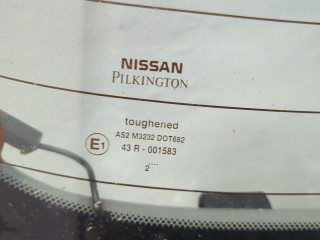 NISSAN
PILKINGTON
toughened
AS2 M3232 DOT682
E1
43 R - 001583
2....